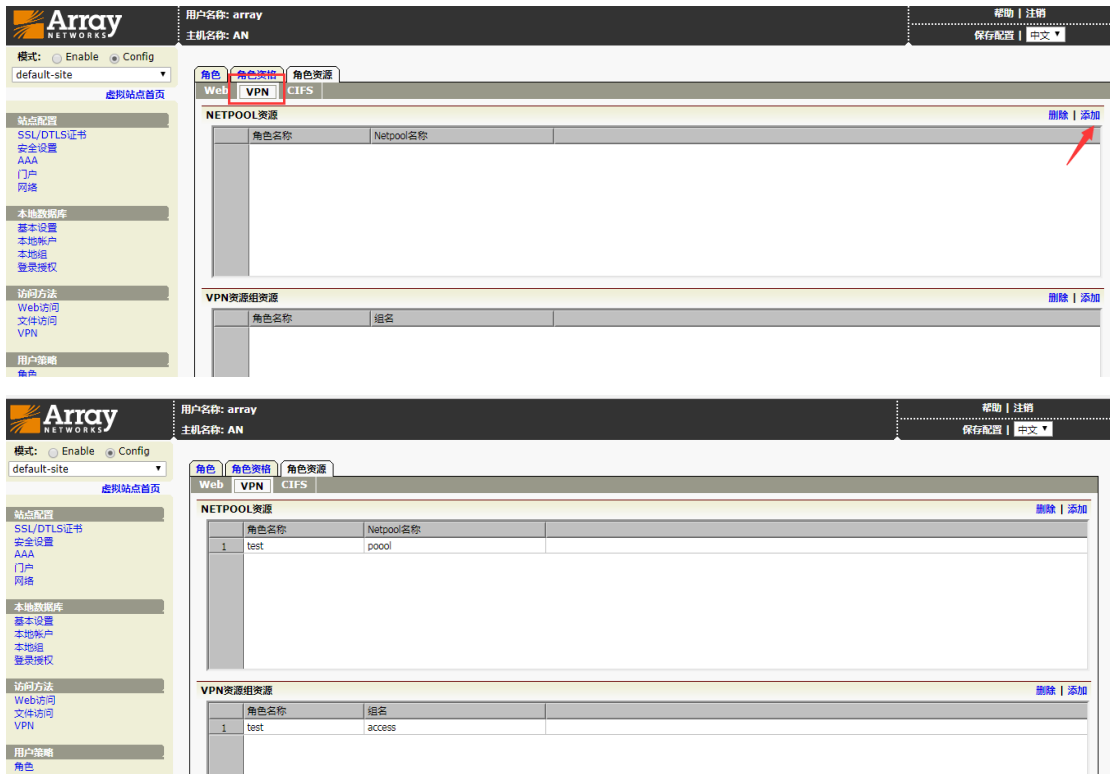 Array
NETWORKS
用户名称: array
主机名称: AN
帮助 | 注销
保存配置 | 中文
模式: Enable Config
default-site
虚拟站点首页
站点配置
SSL/DTLS证书
安全设置
AAA
门户
网络
本地数据库
基本设置
本地帐户
本地组
登录授权
访问方法
Web访问
文件访问
VPN
用户策略
角色
角色 角色资格 角色资源
Web VPN CIFS
NETPOOL资源 删除 | 添加
角色名称 Netpool名称
VPN资源组资源 删除 | 添加
角色名称 组名
Array
NETWORKS
用户名称: array
主机名称: AN
帮助 | 注销
保存配置 | 中文
模式: Enable Config
default-site
虚拟站点首页
站点配置
SSL/DTLS证书
安全设置
AAA
门户
网络
本地数据库
基本设置
本地帐户
本地组
登录授权
访问方法
Web访问
文件访问
VPN
用户策略
角色
角色 角色资格 角色资源
Web VPN CIFS
NETPOOL资源 删除 | 添加
角色名称 Netpool名称
1 test poool
VPN资源组资源 删除 | 添加
角色名称 组名
1 test access